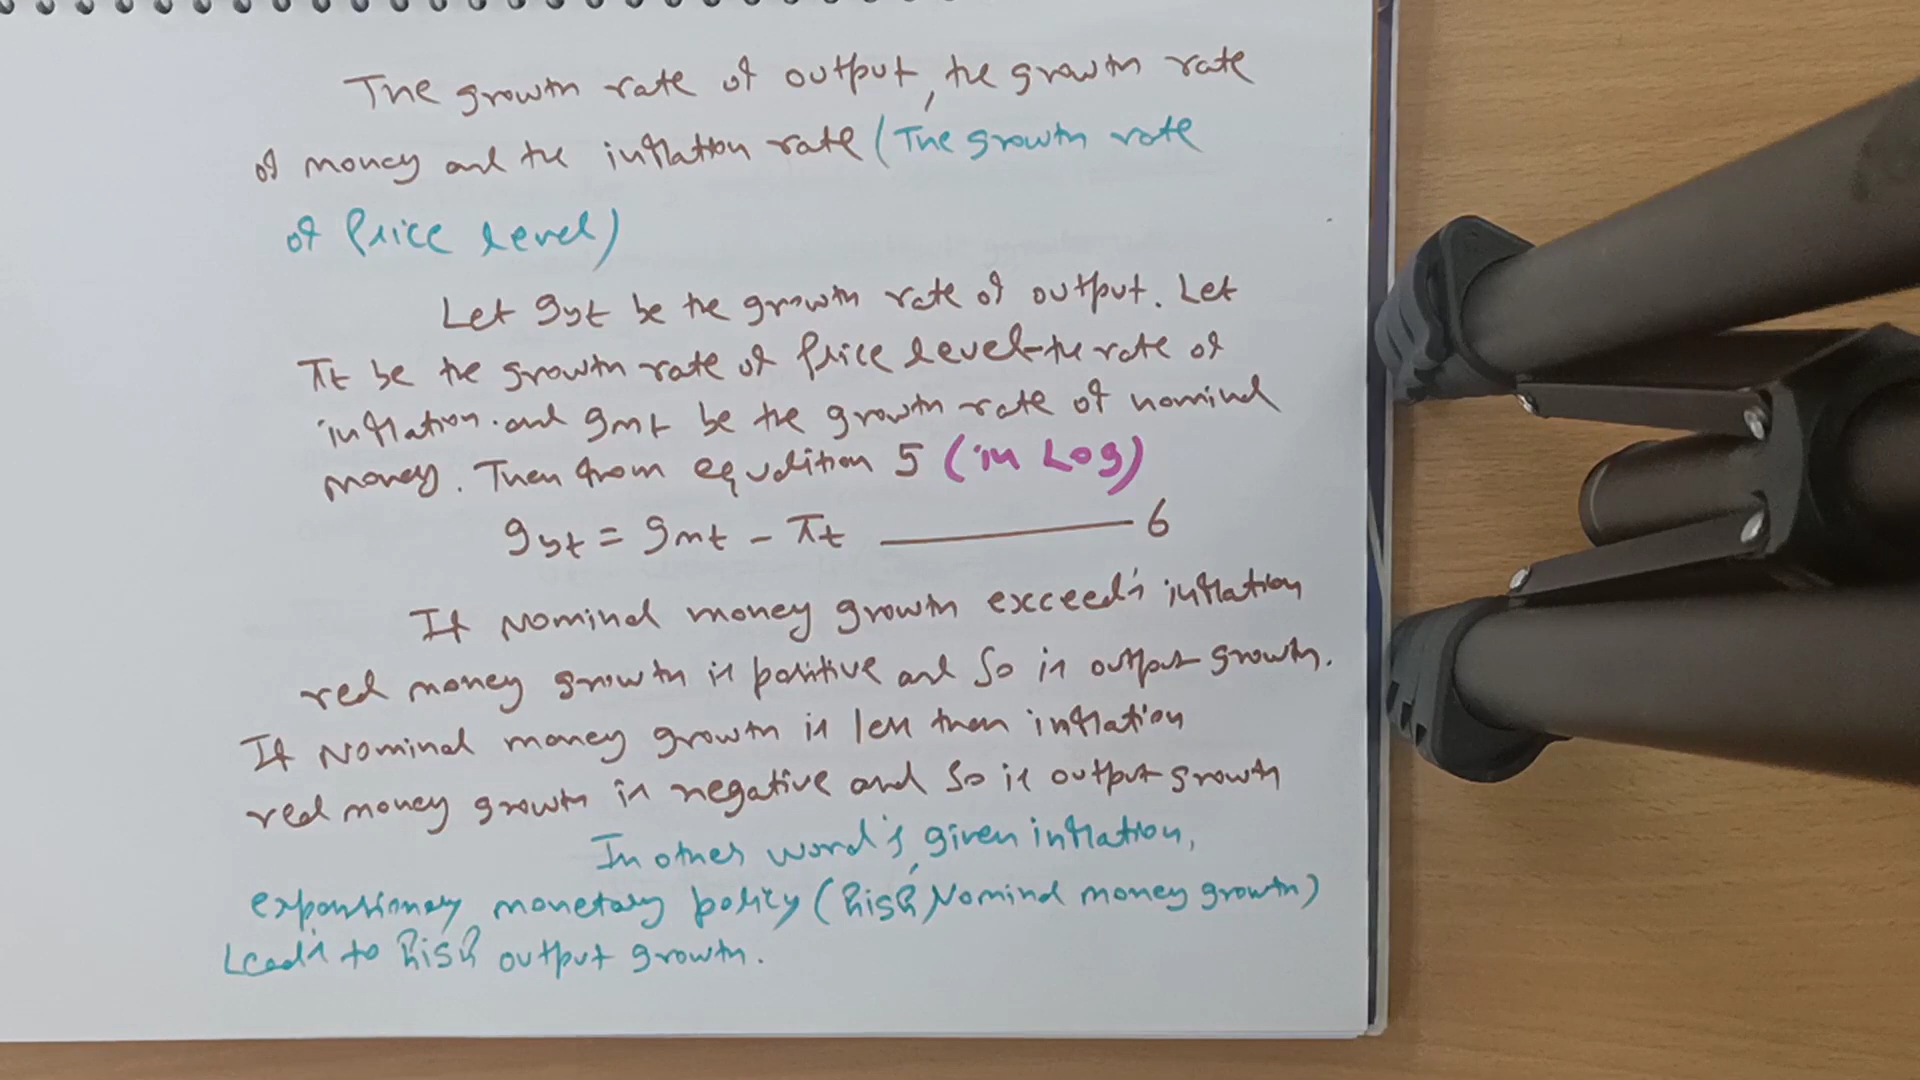 The growth rate of output, the growth rate
of money and the inflation rate (The growth rate
of Price level)
Let gyt be the growth rate of output. Let
πt be the growth rate of Price level-the rate of
inflation. and gmt be the growth rate of nominal
money. Then from equation 5 (in Log)
gyt = gmt - πt ——— 6
If Nominal money growth exceed's inflation
real money growth is positive and so is output growth.
If Nominal money growth is less than inflation
real money growth is negative and so is output growth
In other word's, given inflation,
expansionary monetary policy (High Nominal money growth)
Lead's to High output growth.